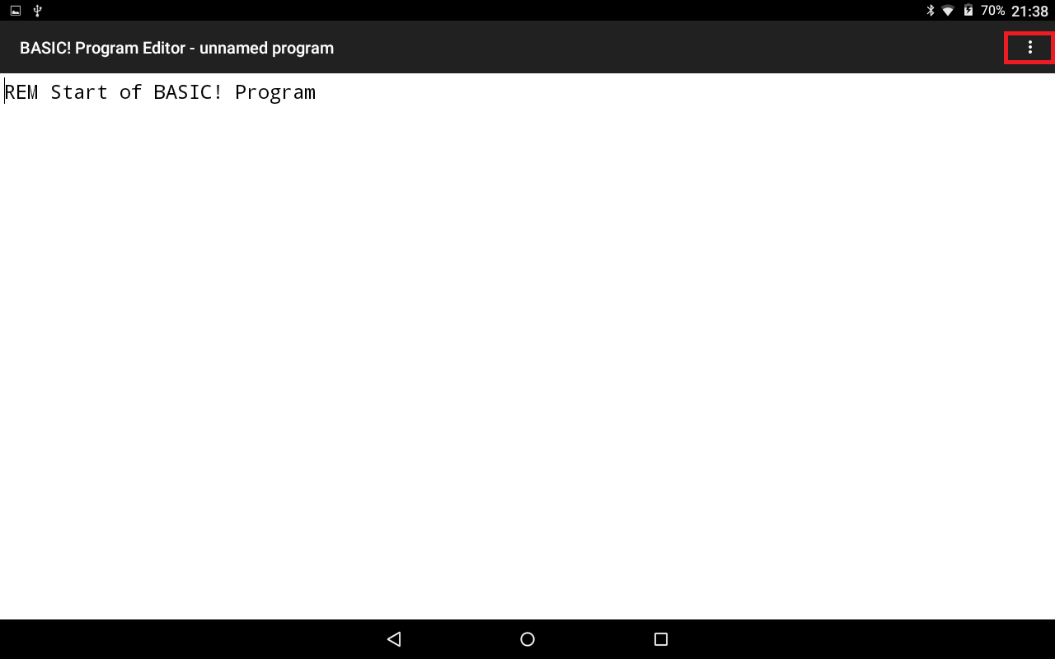 70% 21:38
BASIC! Program Editor - unnamed program
REM Start of BASIC! Program